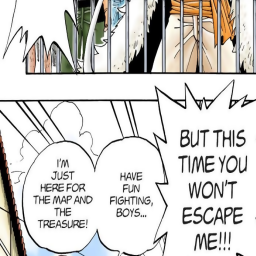 BUT THIS
TIME YOU
WON'T
ESCAPE
ME!!!
HAVE
FUN
FIGHTING,
BOYS...
I'M
JUST
HERE FOR
THE MAP AND
THE
TREASURE!